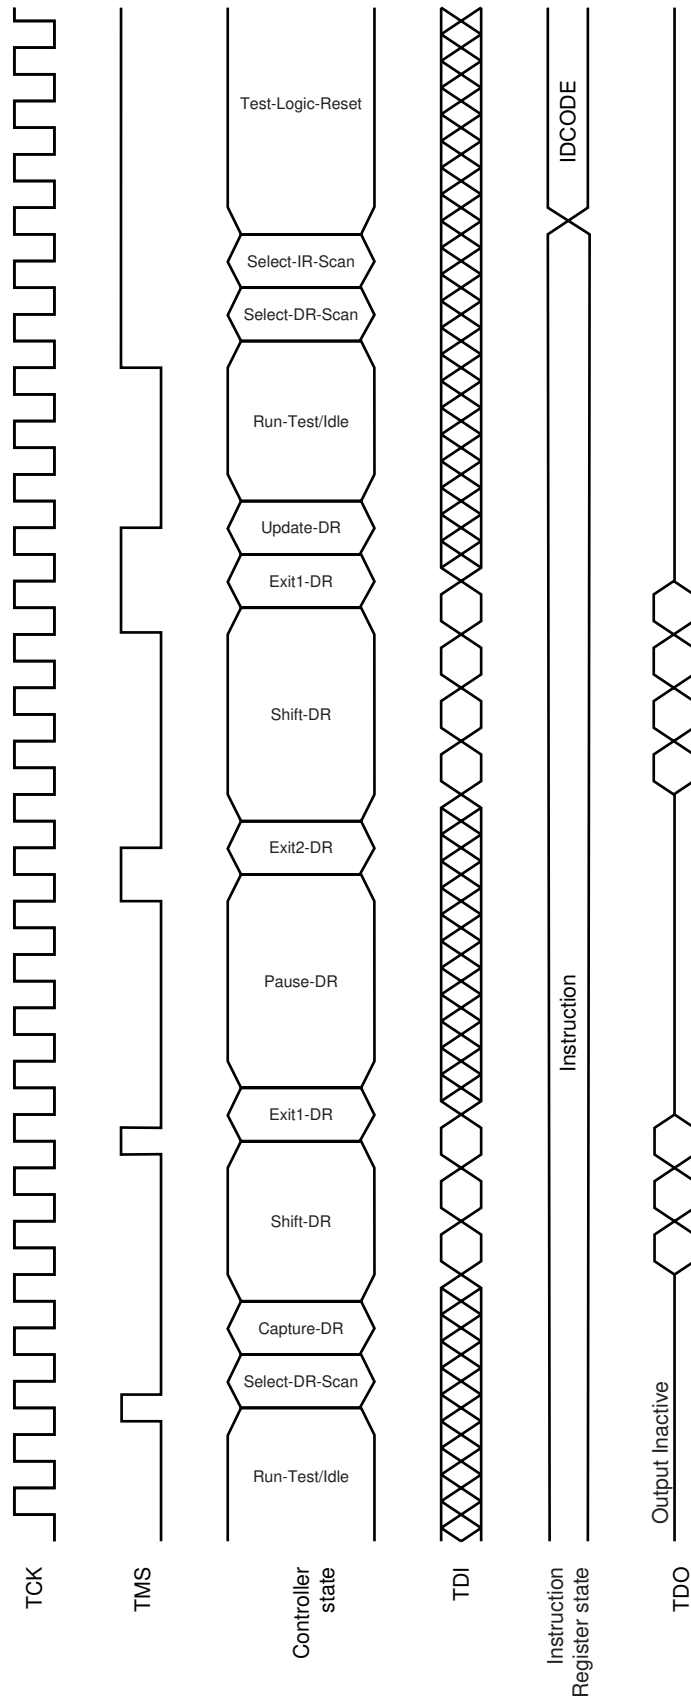 Test-Logic-Reset
IDCODE
Select-IR-Scan
Select-DR-Scan
Run-Test/Idle
Update-DR
Exit1-DR
Shift-DR
Exit2-DR
Pause-DR
Instruction
Exit1-DR
Shift-DR
Capture-DR
Select-DR-Scan
Output Inactive
Run-Test/Idle
TCK
TMS
Controller
state
TDI
Instruction
Register state
TDO